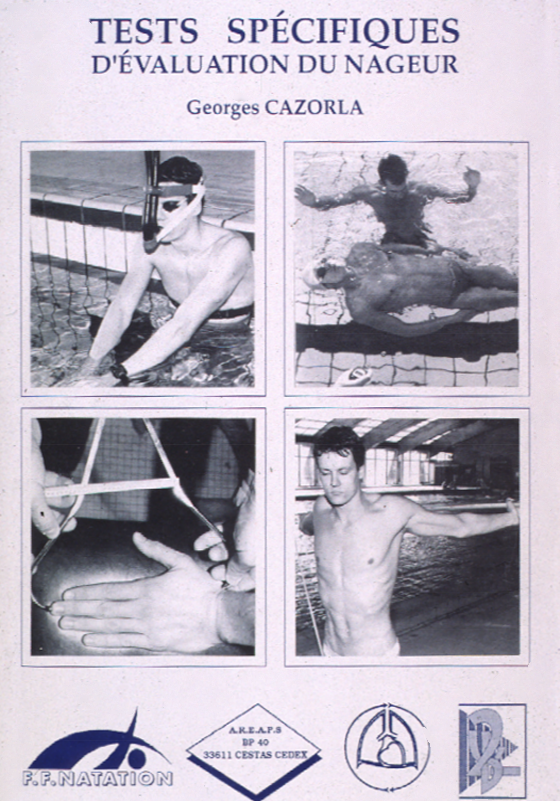 TESTS SPÉCIFIQUES
D'ÉVALUATION DU NAGEUR
Georges CAZORLA
F.F.NATATION
A.R.E.A.P.S
BP 40
33611 CESTAS CEDEX